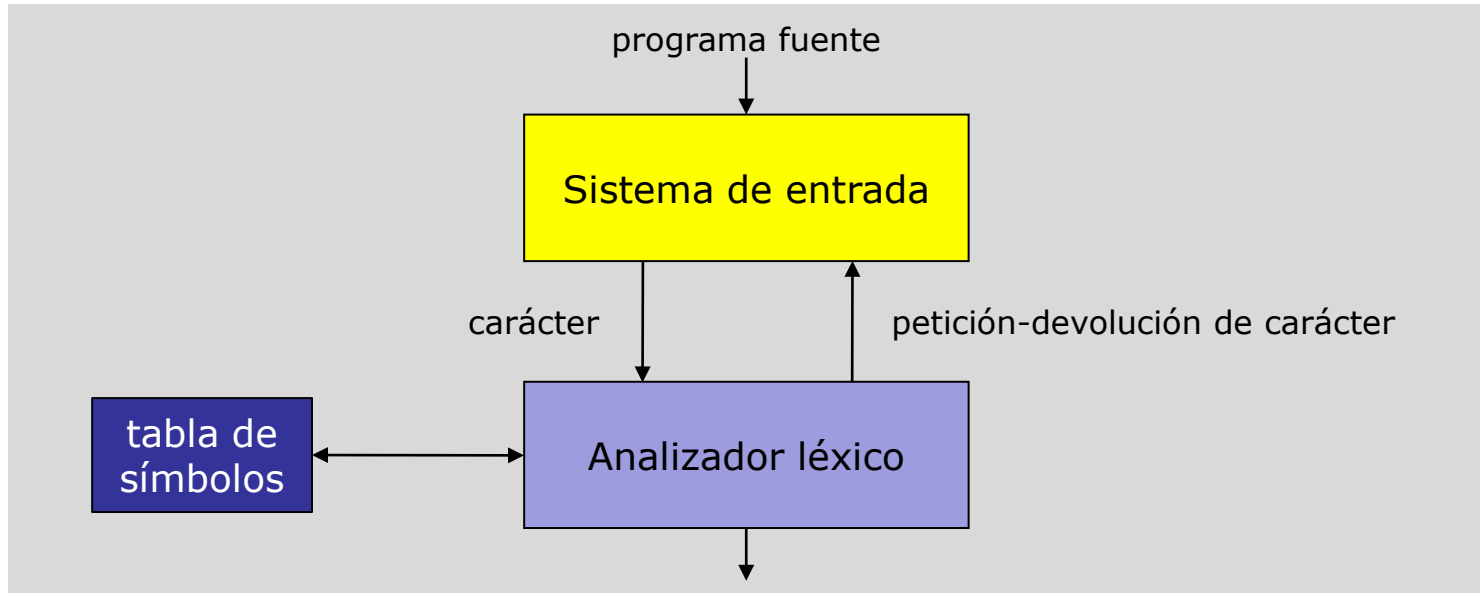 programa fuente
Sistema de entrada
carácter
petición-devolución de carácter
tabla de
símbolos
Analizador léxico